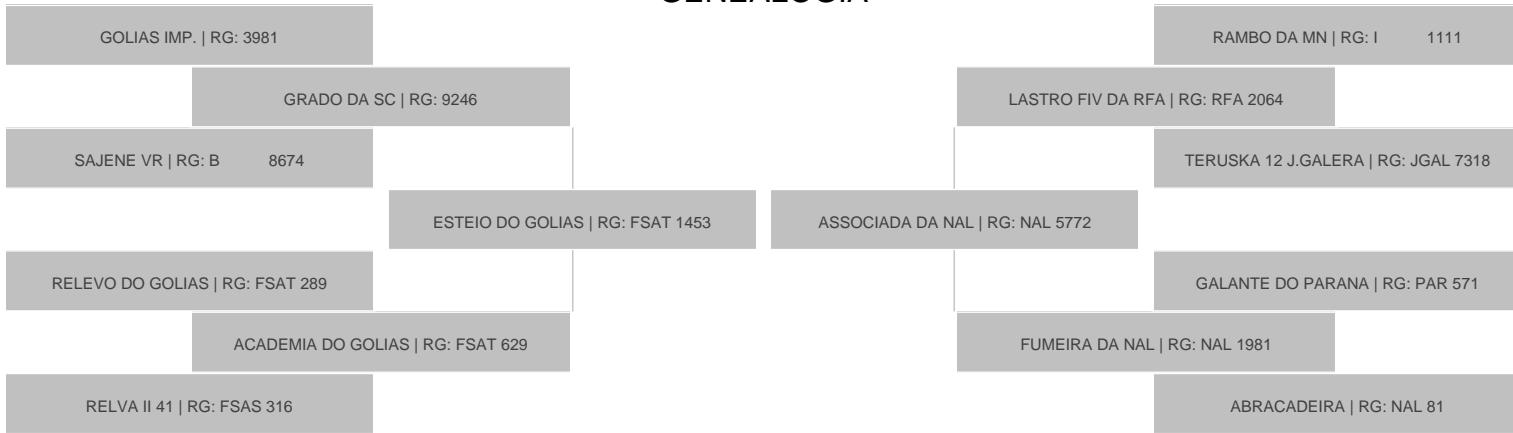 GENEALOGIA
GOLIAS IMP. | RG: 3981
RAMBO DA MN | RG: I 1111
GRADO DA SC | RG: 9246
LASTRO FIV DA RFA | RG: RFA 2064
SAJENE VR | RG: B 8674
TERUSKA 12 J.GALERA | RG: JGAL 7318
ESTEIO DO GOLIAS | RG: FSAT 1453
ASSOCIADA DA NAL | RG: NAL 5772
RELEVO DO GOLIAS | RG: FSAT 289
GALANTE DO PARANA | RG: PAR 571
ACADEMIA DO GOLIAS | RG: FSAT 629
FUMEIRA DA NAL | RG: NAL 1981
RELVA II 41 | RG: FSAS 316
ABRACADEIRA | RG: NAL 81